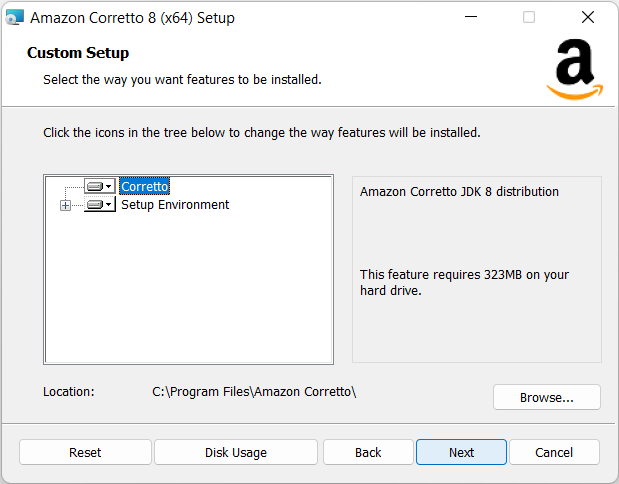 Amazon Corretto 8 (x64) Setup
Custom Setup
Select the way you want features to be installed.
a
Click the icons in the tree below to change the way features will be installed.
Corretto
Setup Environment
Amazon Corretto JDK 8 distribution
This feature requires 323MB on your
hard drive.
Location:
C:\Program Files\Amazon Corretto\
Browse...
Reset
Disk Usage
Back
Next
Cancel